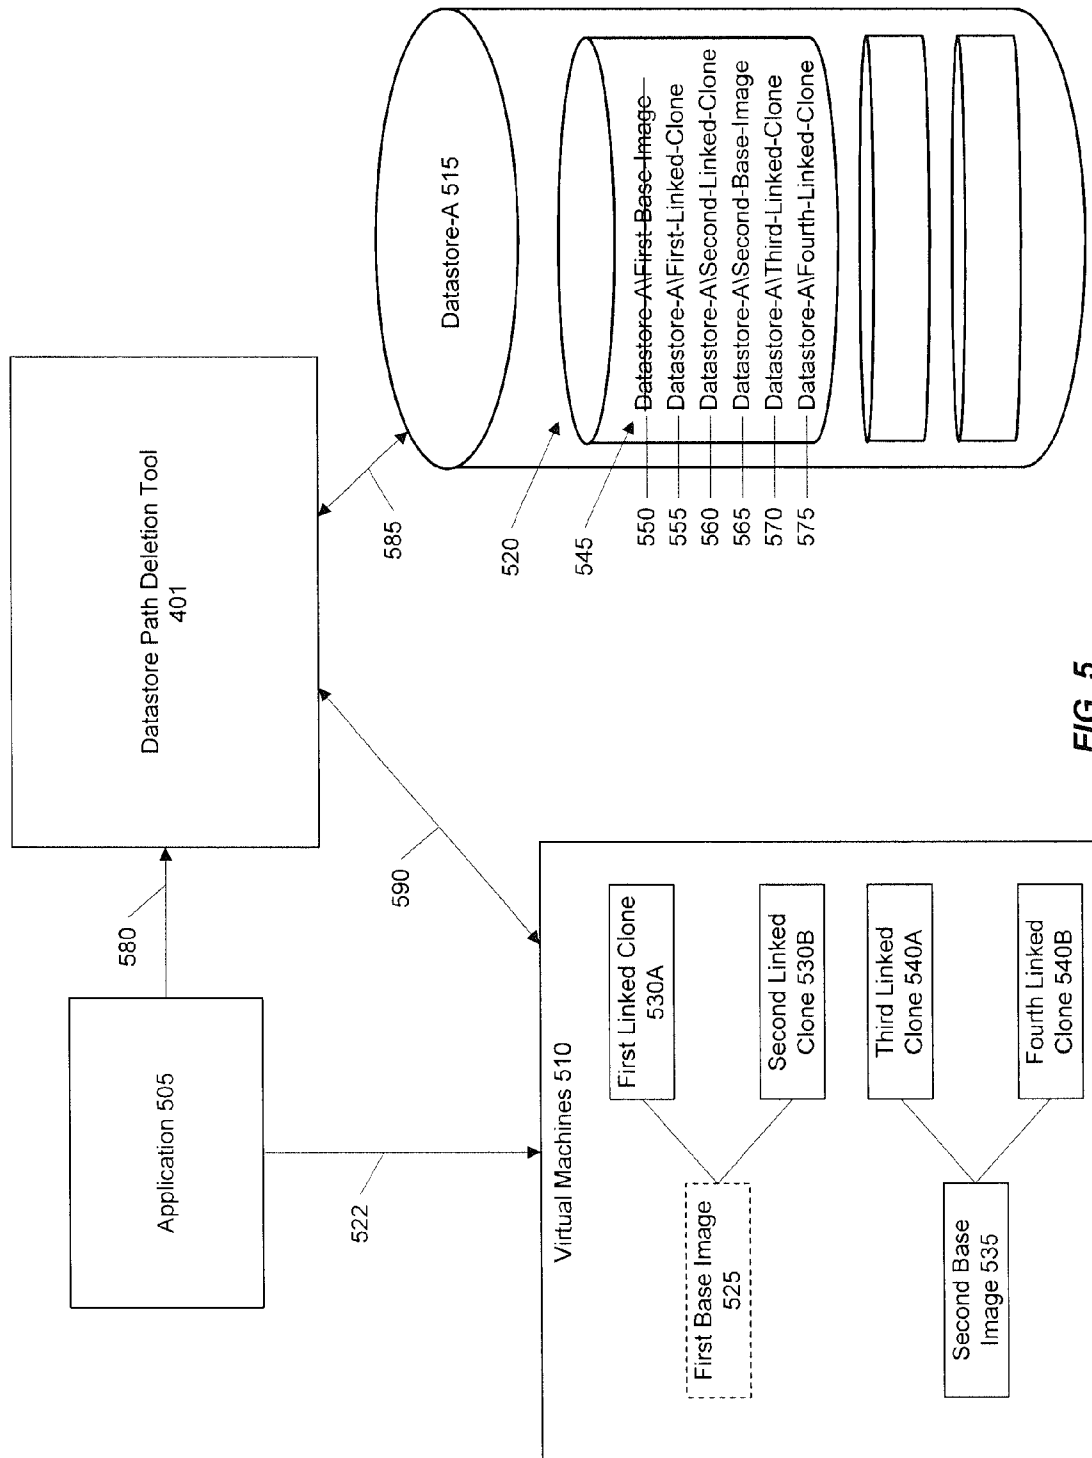 Application 505
580
Datastore Path Deletion Tool
401
522
590
585
Virtual Machines 510
First Base Image
525
First Linked Clone
530A
Second Linked
Clone 530B
Second Base
Image 535
Third Linked
Clone 540A
Fourth Linked
Clone 540B
Datastore-A 515
520
545
550
Datastore-A\First-Base-Image
555
Datastore-A\First-Linked-Clone
560
Datastore-A\Second-Linked-Clone
565
Datastore-A\Second-Base-Image
570
Datastore-A\Third-Linked-Clone
575
Datastore-A\Fourth-Linked-Clone
FIG. 5